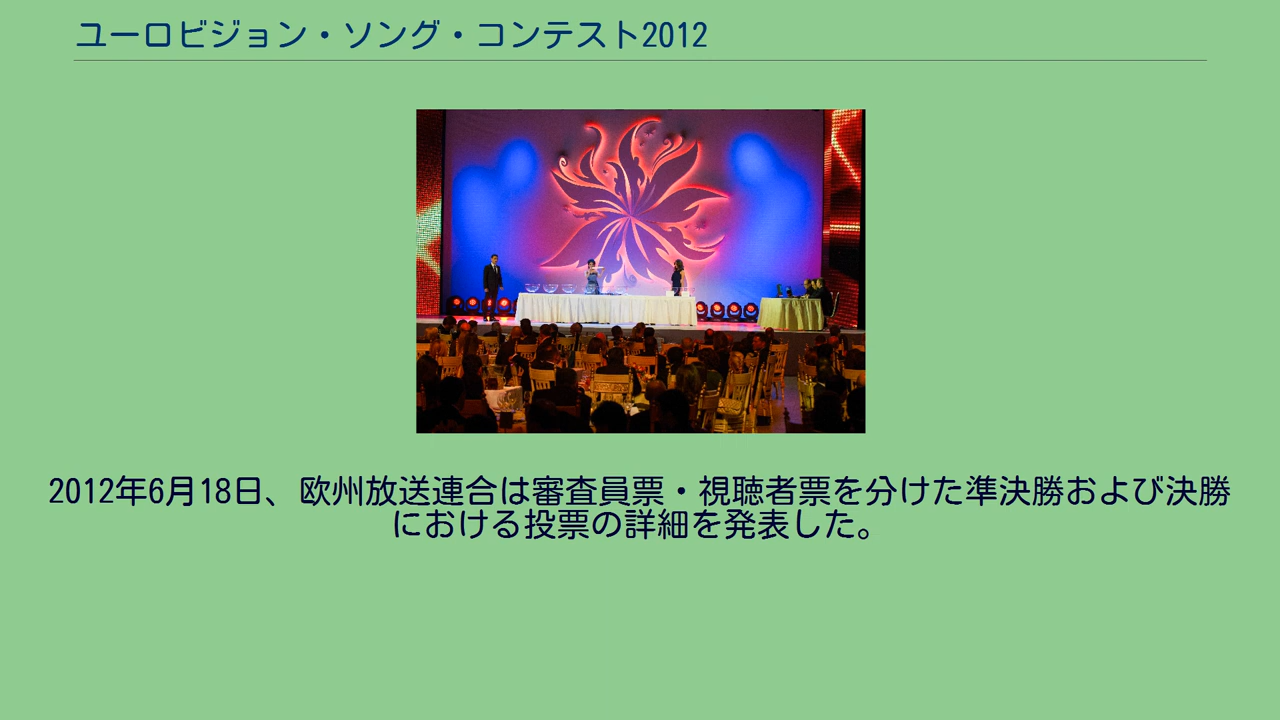 ユーロビジョン・ソング・コンテスト2012
2012年6月18日、欧州放送連合は審査員票・視聴者票を分けた準決勝および決勝
における投票の詳細を発表した。